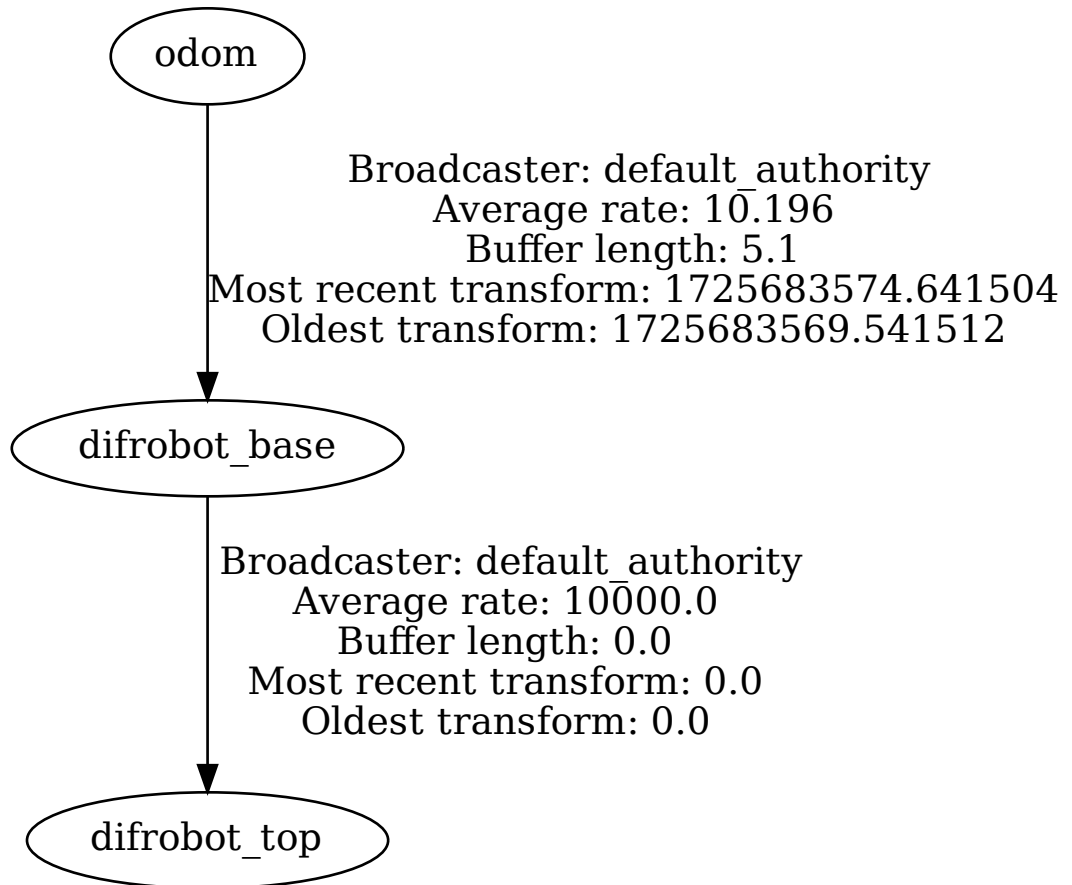 odom
Broadcaster: default_authority
Average rate: 10.196
Buffer length: 5.1
Most recent transform: 1725683574.641504
Oldest transform: 1725683569.541512
difrobot_base
Broadcaster: default_authority
Average rate: 10000.0
Buffer length: 0.0
Most recent transform: 0.0
Oldest transform: 0.0
difrobot_top